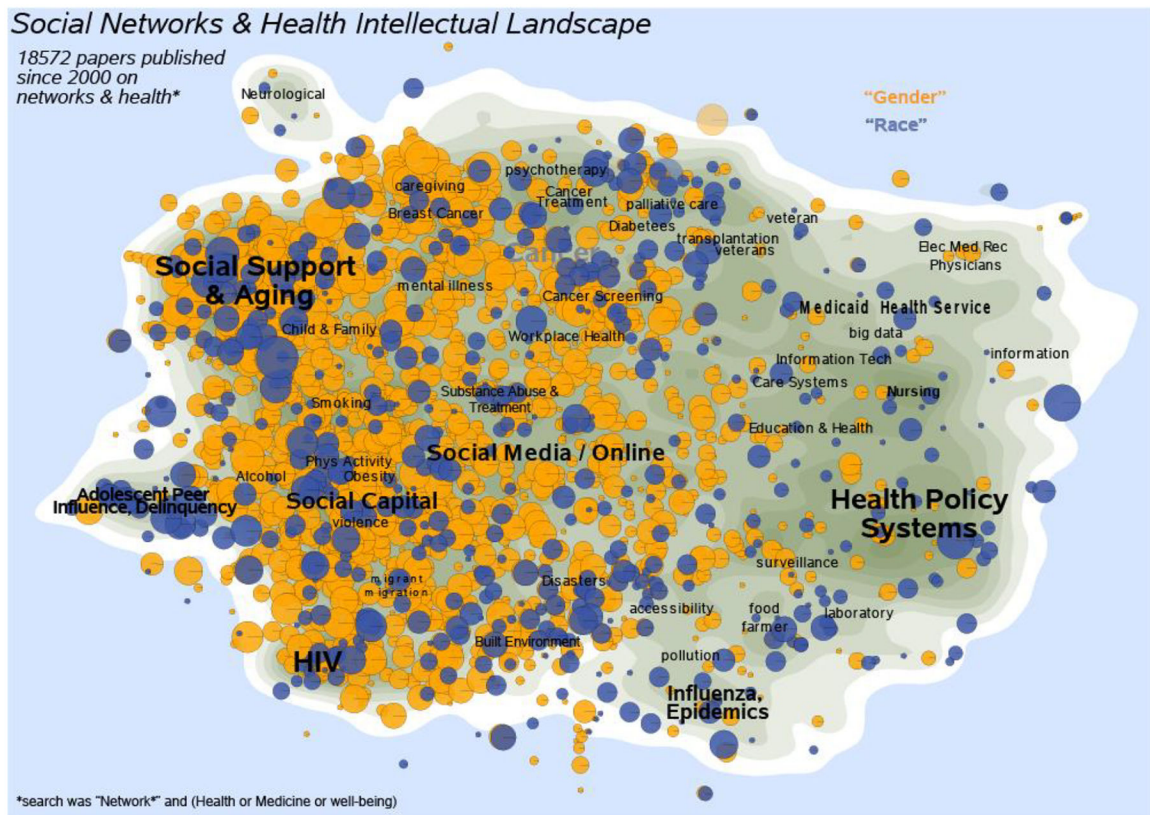 Social Networks & Health Intellectual Landscape
18572 papers published
since 2000 on
networks & health*
Neurological
“Gender”
“Race”
psychotherapy
caregiving
Cancer
Treatment
palliative care
Breast Cancer
veteran
Diabetees
transplantation
veterans
Elec Med Rec
Physicians
Cancer
Social Support
& Aging
mental illness
Cancer Screening
Medicaid Health Service
Child & Family
Workplace Health
big data
information
Information Tech
Care Systems
Substance Abuse &
Treatment
Nursing
Smoking
Education & Health
Social Media / Online
Phys Activity
Obesity
Alcohol
Adolescent Peer
Influence, Delinquency
Social Capital
Health Policy
Systems
violence
surveillance
migrant
migration
Disasters
accessibility
food
farmer
laboratory
Built Environment
pollution
HIV
Influenza,
Epidemics
*search was "Network*" and (Health or Medicine or well-being)